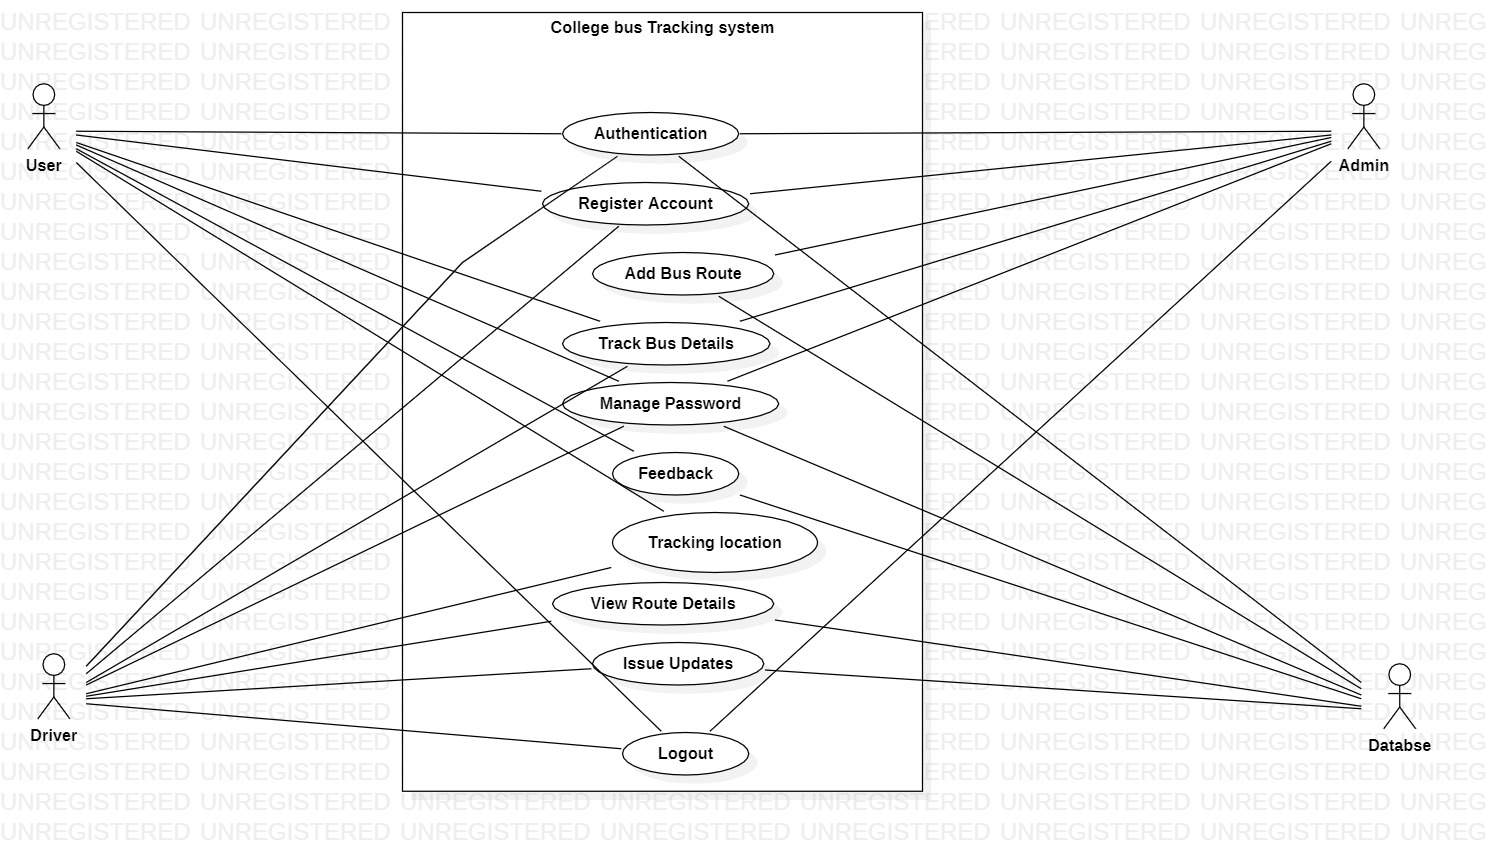 College bus Tracking system
Authentication
User
Admin
Register Account
Add Bus Route
Track Bus Details
Manage Password
Feedback
Tracking location
View Route Details
Issue Updates
Driver
Databse
Logout
UNREGISTERED